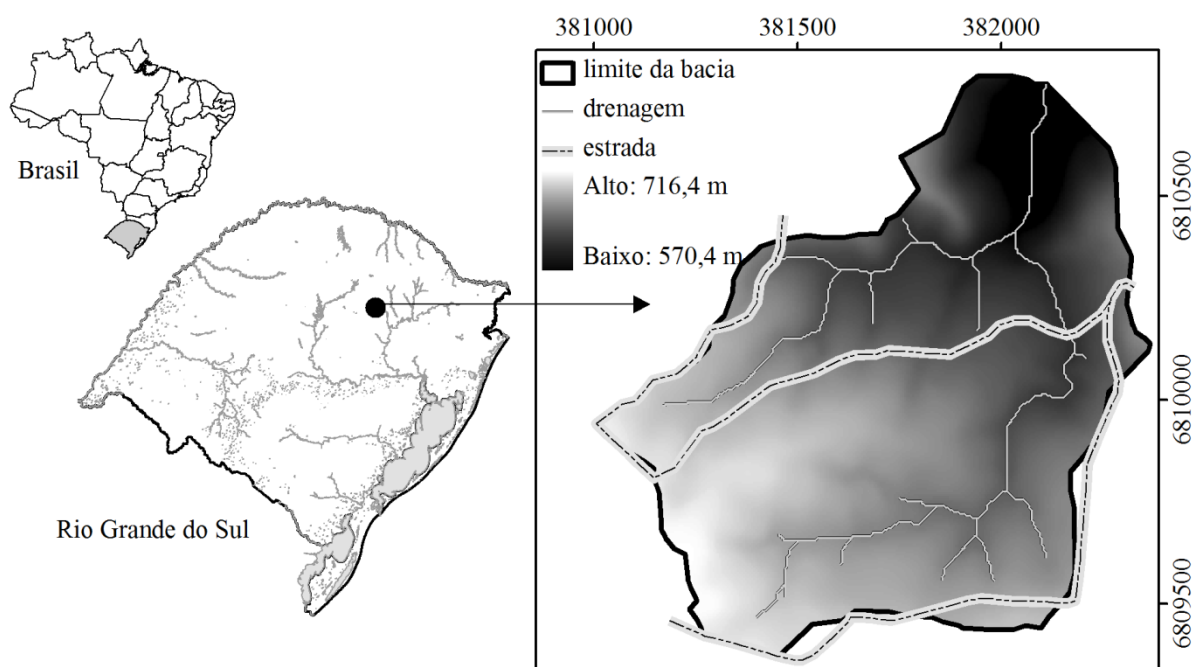 Brasil
Rio Grande do Sul
381000 381500 382000
limite da bacia
drenagem
estrada
Alto: 716,4 m
Baixo: 570,4 m
6810500
6810000
6809500